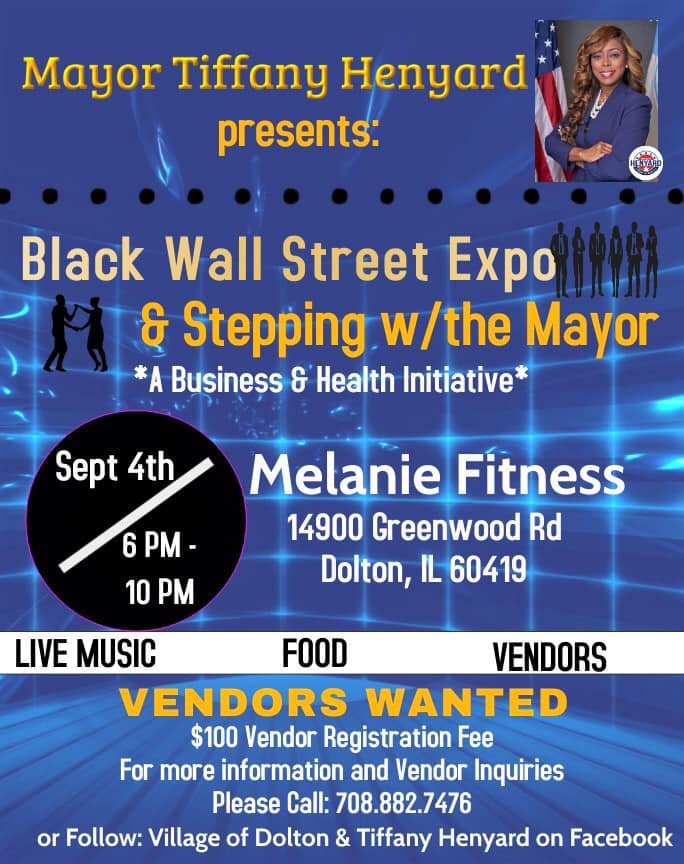 Mayor Tiffany Henyard
presents:
HENYARD
Black Wall Street Expo
& Stepping w/the Mayor
*A Business & Health Initiative*
Sept 4th
6 PM -
10 PM
Melanie Fitness
14900 Greenwood Rd
Dolton, IL 60419
LIVE MUSIC FOOD VENDORS
VENDORS WANTED
$100 Vendor Registration Fee
For more information and Vendor Inquiries
Please Call: 708.882.7476
or Follow: Village of Dolton & Tiffany Henyard on Facebook